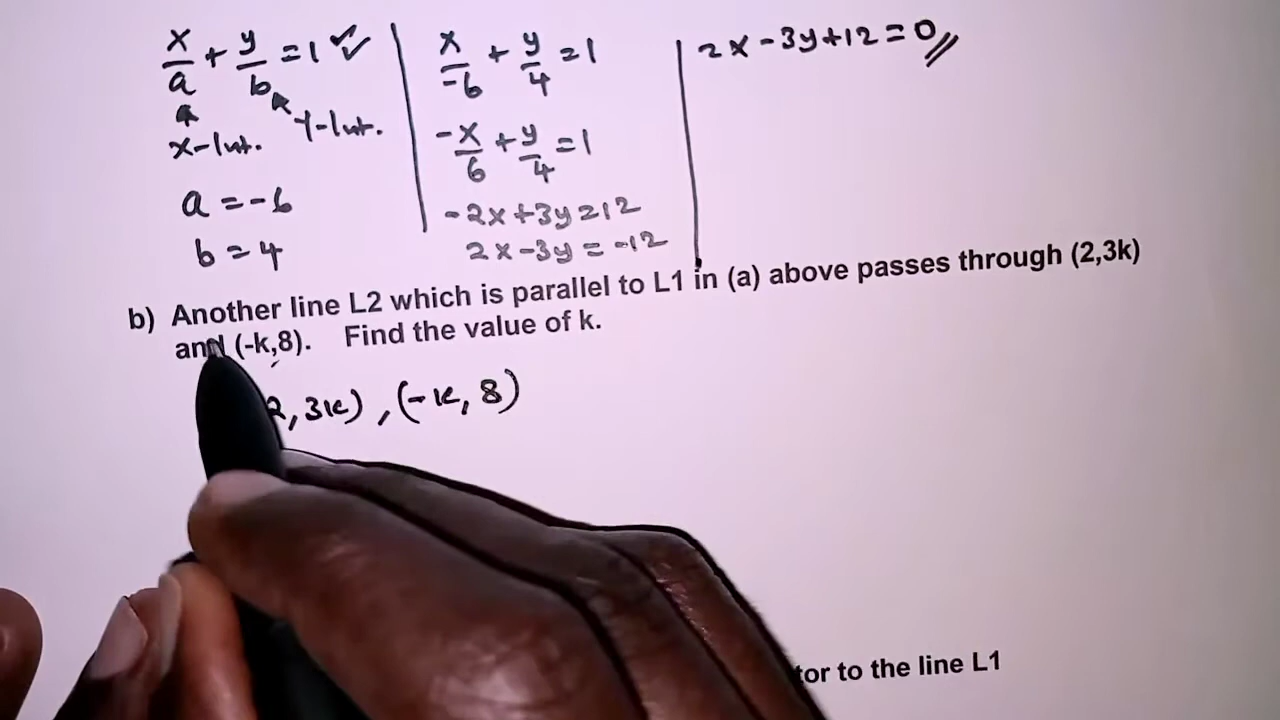 x/a + y/b = 1
x-Int. Y-Int.
a = -6
b = 4
x/-6 + y/4 = 1
-x/6 + y/4 = 1
-2x+3y=12
2x-3y = -12
2x-3y+12=0
b) Another line L2 which is parallel to L1 in (a) above passes through (2,3k)
and (-k,8). Find the value of k.
2, 3k), (-k, 8)
to the line L1